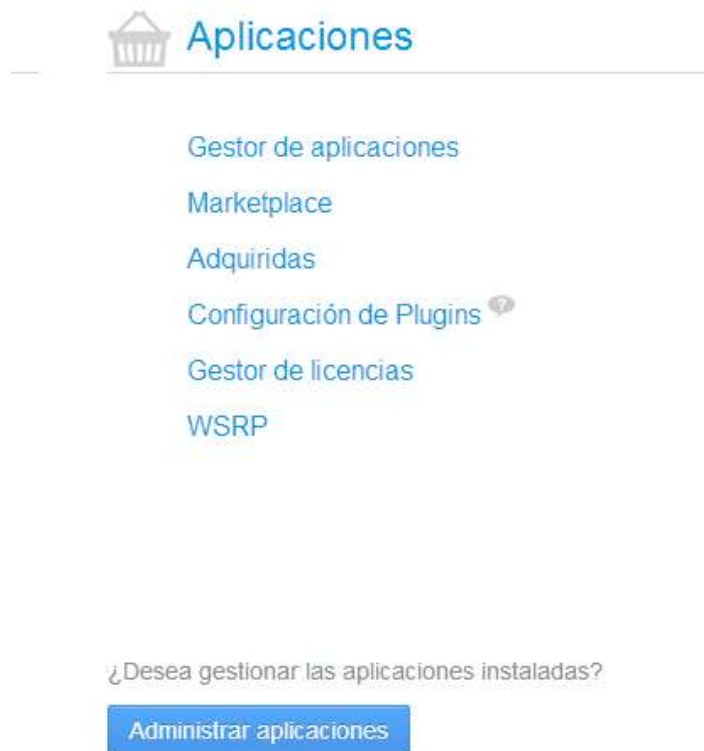 Aplicaciones
Gestor de aplicaciones
Marketplace
Adquiridas
Configuración de Plugins ?
Gestor de licencias
WSRP
¿Desea gestionar las aplicaciones instaladas?
Administrar aplicaciones